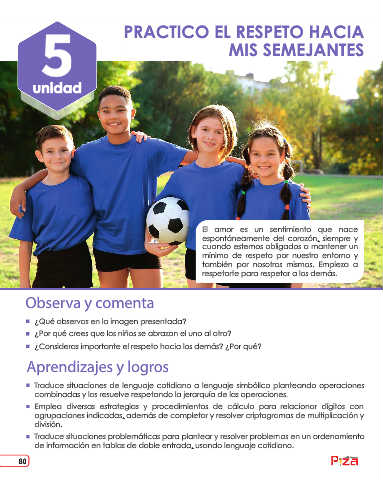 5
unidad
PRACTICO EL RESPETO HACIA
MIS SEMEJANTES
El amor es un sentimiento que nace
espontáneamente del corazón, siempre y
cuando estemos obligados a mantener un
mínimo de respeto por nuestro entorno y
también por nosotros mismos. Empieza a
respetarte para respetar a los demás.
Observa y comenta
¿Qué observas en la imagen presentada?
¿Por qué crees que los niños se abrazan el uno al otro?
¿Consideras importante el respeto hacia los demás? ¿Por qué?
Aprendizajes y logros
Traduce situaciones de lenguaje cotidiano a lenguaje simbólico planteando operaciones
combinadas y las resuelve respetando la jerarquía de las operaciones.
Emplea diversas estrategias y procedimientos de cálculo para relacionar dígitos con
agrupaciones indicadas, además de completar y resolver criptogramas de multiplicación y
división.
Traduce situaciones problemáticas para plantear y resolver problemas en un ordenamiento
de información en tablas de doble entrada, usando lenguaje cotidiano.
80